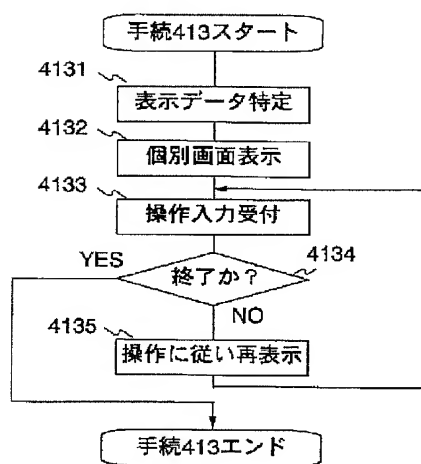 手続413スタート
4131
表示データ特定
4132
個別画面表示
4133
操作入力受付
YES
終了か?
4134
NO
4135
操作に従い再表示
手続413エンド